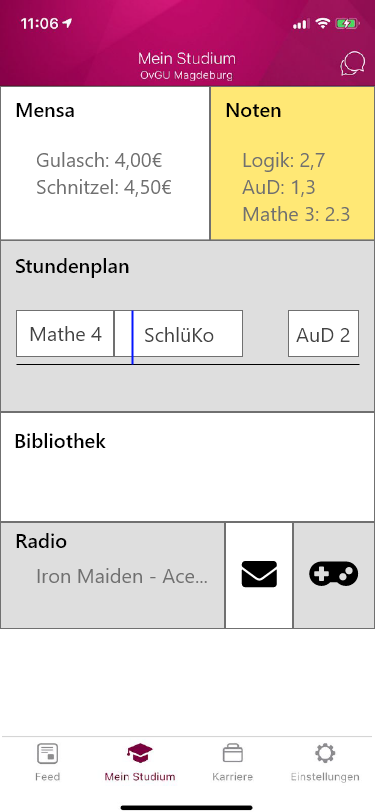 11:06
Mein Studium
OvGU Magdeburg
Mensa
Gulasch: 4,00€
Schnitzel: 4,50€
Noten
Logik: 2,7
AuD: 1,3
Mathe 3: 2.3
Stundenplan
Mathe 4
SchlüKo
AuD 2
Bibliothek
Radio
Iron Maiden - Ace...
Feed
Mein Studium
Karriere
Einstellungen